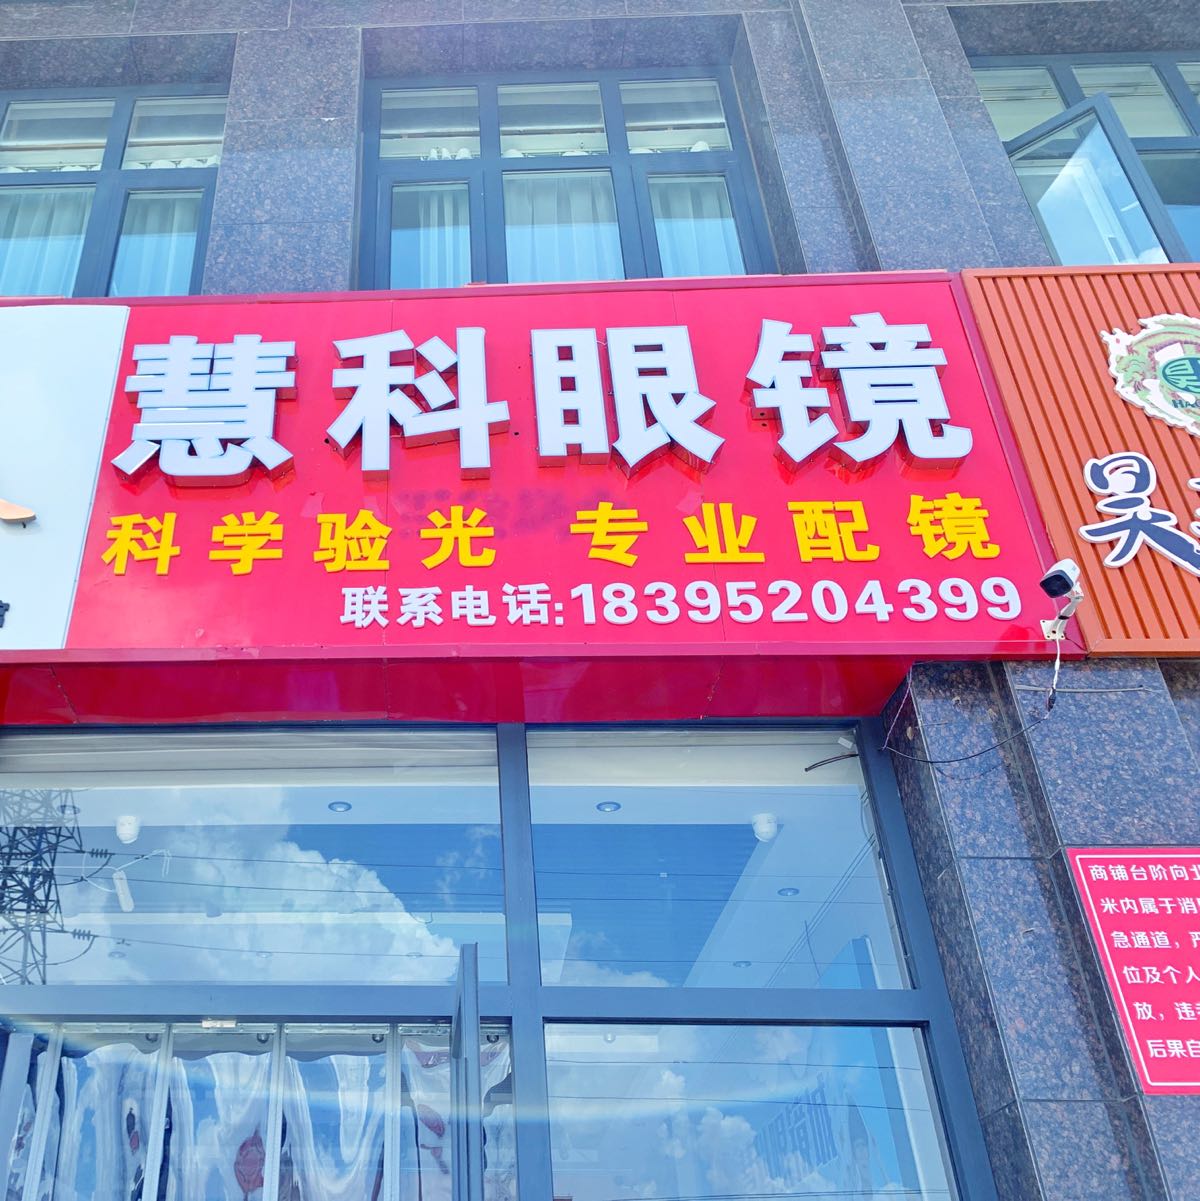 慧科眼镜
科学验光 专业配镜
联系电话:18395204399
昊
商铺台阶向北
米内属于消
急通道，严
位及个人
放，违
后果自